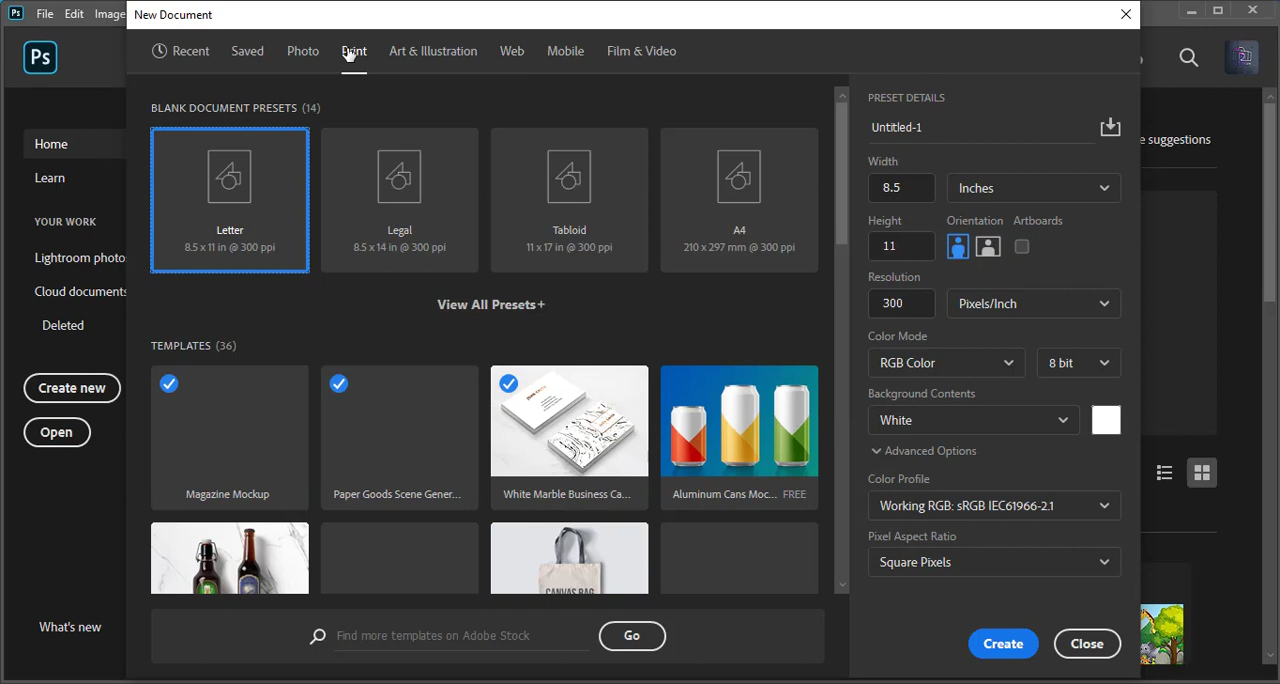 Ps File Edit Image
New Document
Ps
Recent Saved Photo Print Art & Illustration Web Mobile Film & Video
Home
Learn
YOUR WORK
Lightroom photos
Cloud documents
Deleted
Create new
Open
What's new
BLANK DOCUMENT PRESETS (14)
Letter
8.5 x 11 in @ 300 ppi
Legal
8.5 x 14 in @ 300 ppi
Tabloid
11 x 17 in @ 300 ppi
A4
210 x 297 mm @ 300 ppi
View All Presets+
TEMPLATES (36)
Magazine Mockup
Paper Goods Scene Gener...
White Marble Business Ca...
Aluminum Cans Moc... FREE
CANVAS BAG
Find more templates on Adobe Stock
Go
PRESET DETAILS
Untitled-1
Width
8.5 Inches
Height Orientation Artboards
11
Resolution
300 Pixels/Inch
Color Mode
RGB Color 8 bit
Background Contents
White
Advanced Options
Color Profile
Working RGB: sRGB IEC61966-2.1
Pixel Aspect Ratio
Square Pixels
Create Close
e suggestions